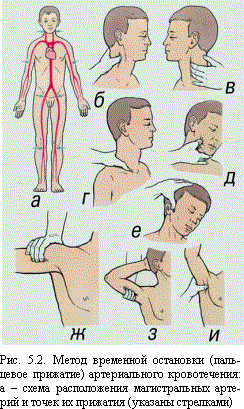 б
в
а
г
д
е
ж
з
и
Рис. 5.2. Метод временной остановки (паль-
цевое прижатие) артериального кровотечения:
а – схема расположения магистральных арте-
рий и точек их прижатия (указаны стрелками)